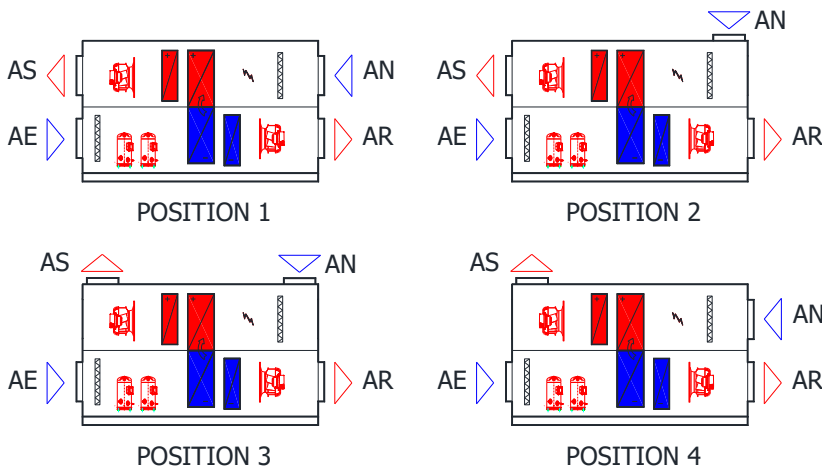 AN
AS AN AS
AE AR AE AR
POSITION 1 POSITION 2
AS AN AS
AN
AE AR AE AR
POSITION 3 POSITION 4